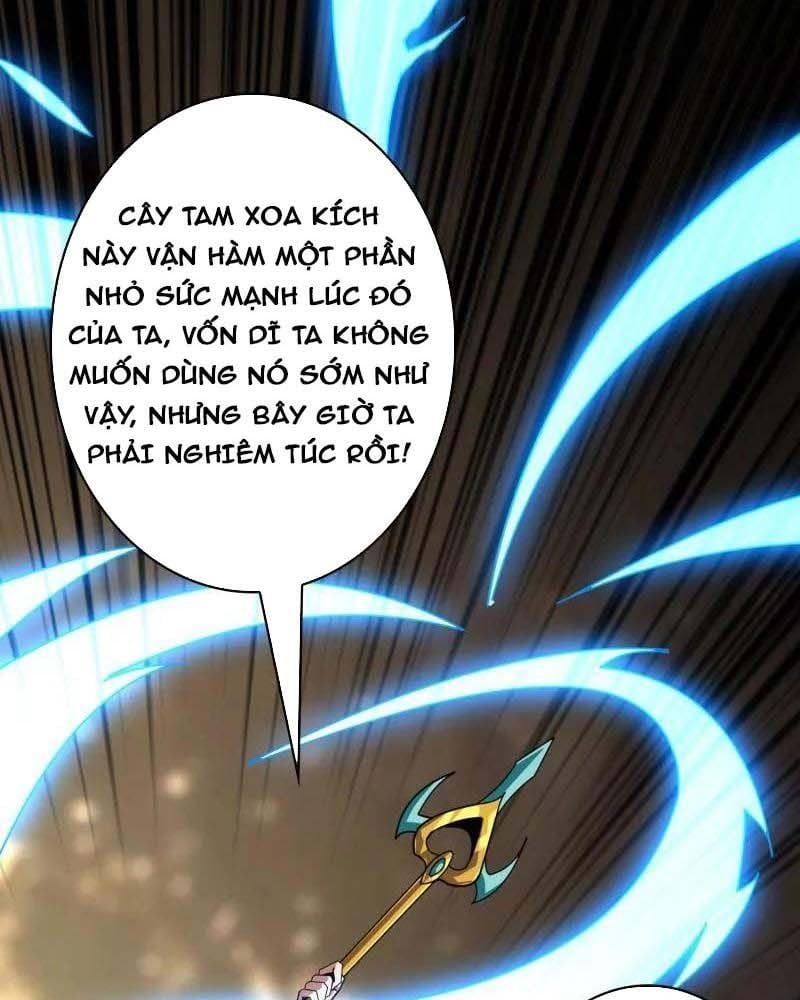 CÂY TAM XOA KÍCH
NÀY VẬN HÀM MỘT PHẦN
NHỎ SỨC MẠNH LÚC ĐÓ
CỦA TA, VỐN DĨ TA KHÔNG
MUỐN DÙNG NÓ SỚM NHƯ
VẬY, NHƯNG BÂY GIỜ TA
PHẢI NGHIÊM TÚC RỒI!